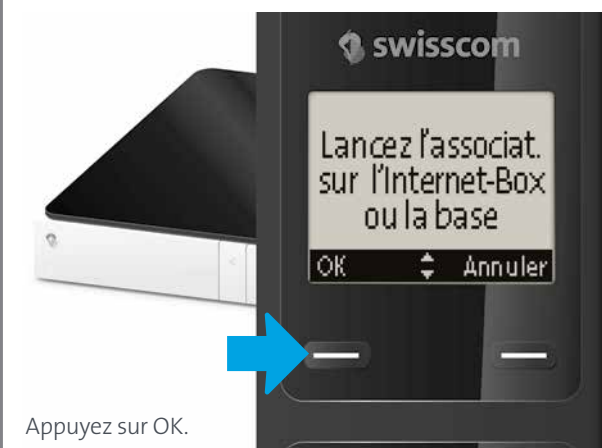 swisscom
Lancez l'associat.
sur l'Internet-Box
ou la base
OK Annuler
Appuyez sur OK.